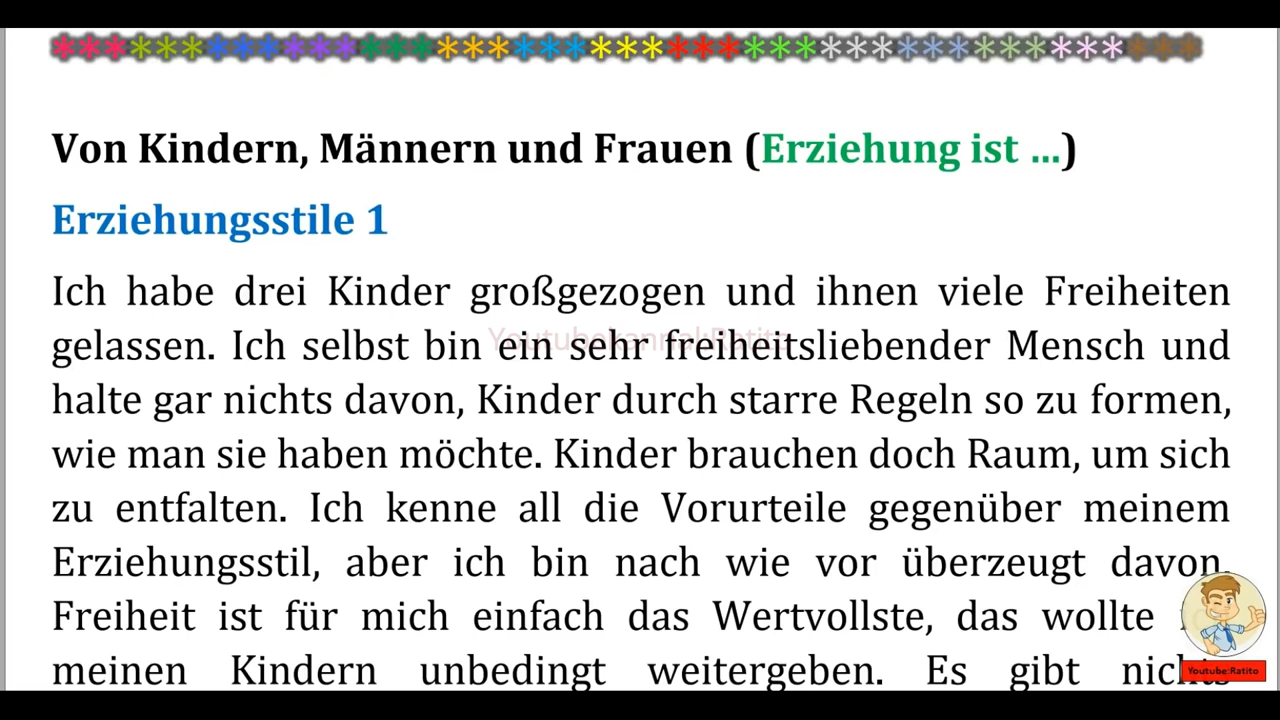 ***************************************************
Von Kindern, Männern und Frauen (Erziehung ist ...)
Erziehungsstile 1
Ich habe drei Kinder großgezogen und ihnen viele Freiheiten
Youtubekannal:Ratito
gelassen. Ich selbst bin ein sehr freiheitsliebender Mensch und
halte gar nichts davon, Kinder durch starre Regeln so zu formen,
wie man sie haben möchte. Kinder brauchen doch Raum, um sich
zu entfalten. Ich kenne all die Vorurteile gegenüber meinem
Erziehungsstil, aber ich bin nach wie vor überzeugt davon.
Freiheit ist für mich einfach das Wertvollste, das wollte
meinen Kindern unbedingt weitergeben. Es gibt nichts
Youtube:Ratito